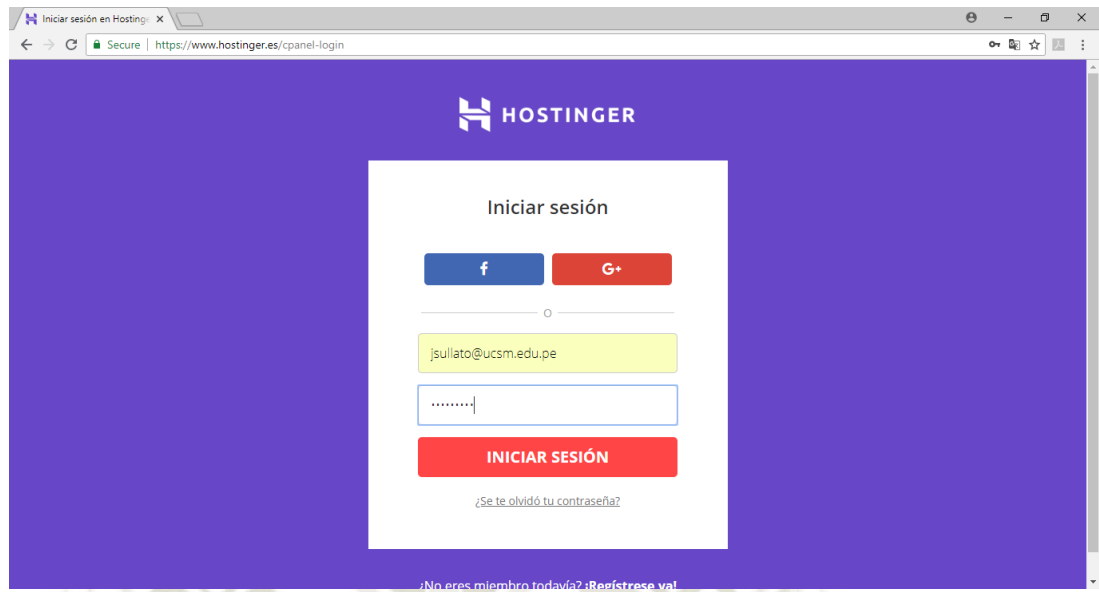 Iniciar sesión en Hostinge
Secure | https://www.hostinger.es/cpanel-login
HOSTINGER
Iniciar sesión
f G+
O
jsullato@ucsm.edu.pe
•••••••••
INICIAR SESIÓN
¿Se te olvidó tu contraseña?
¿No eres miembro todavía? ¡Regístrese ya!